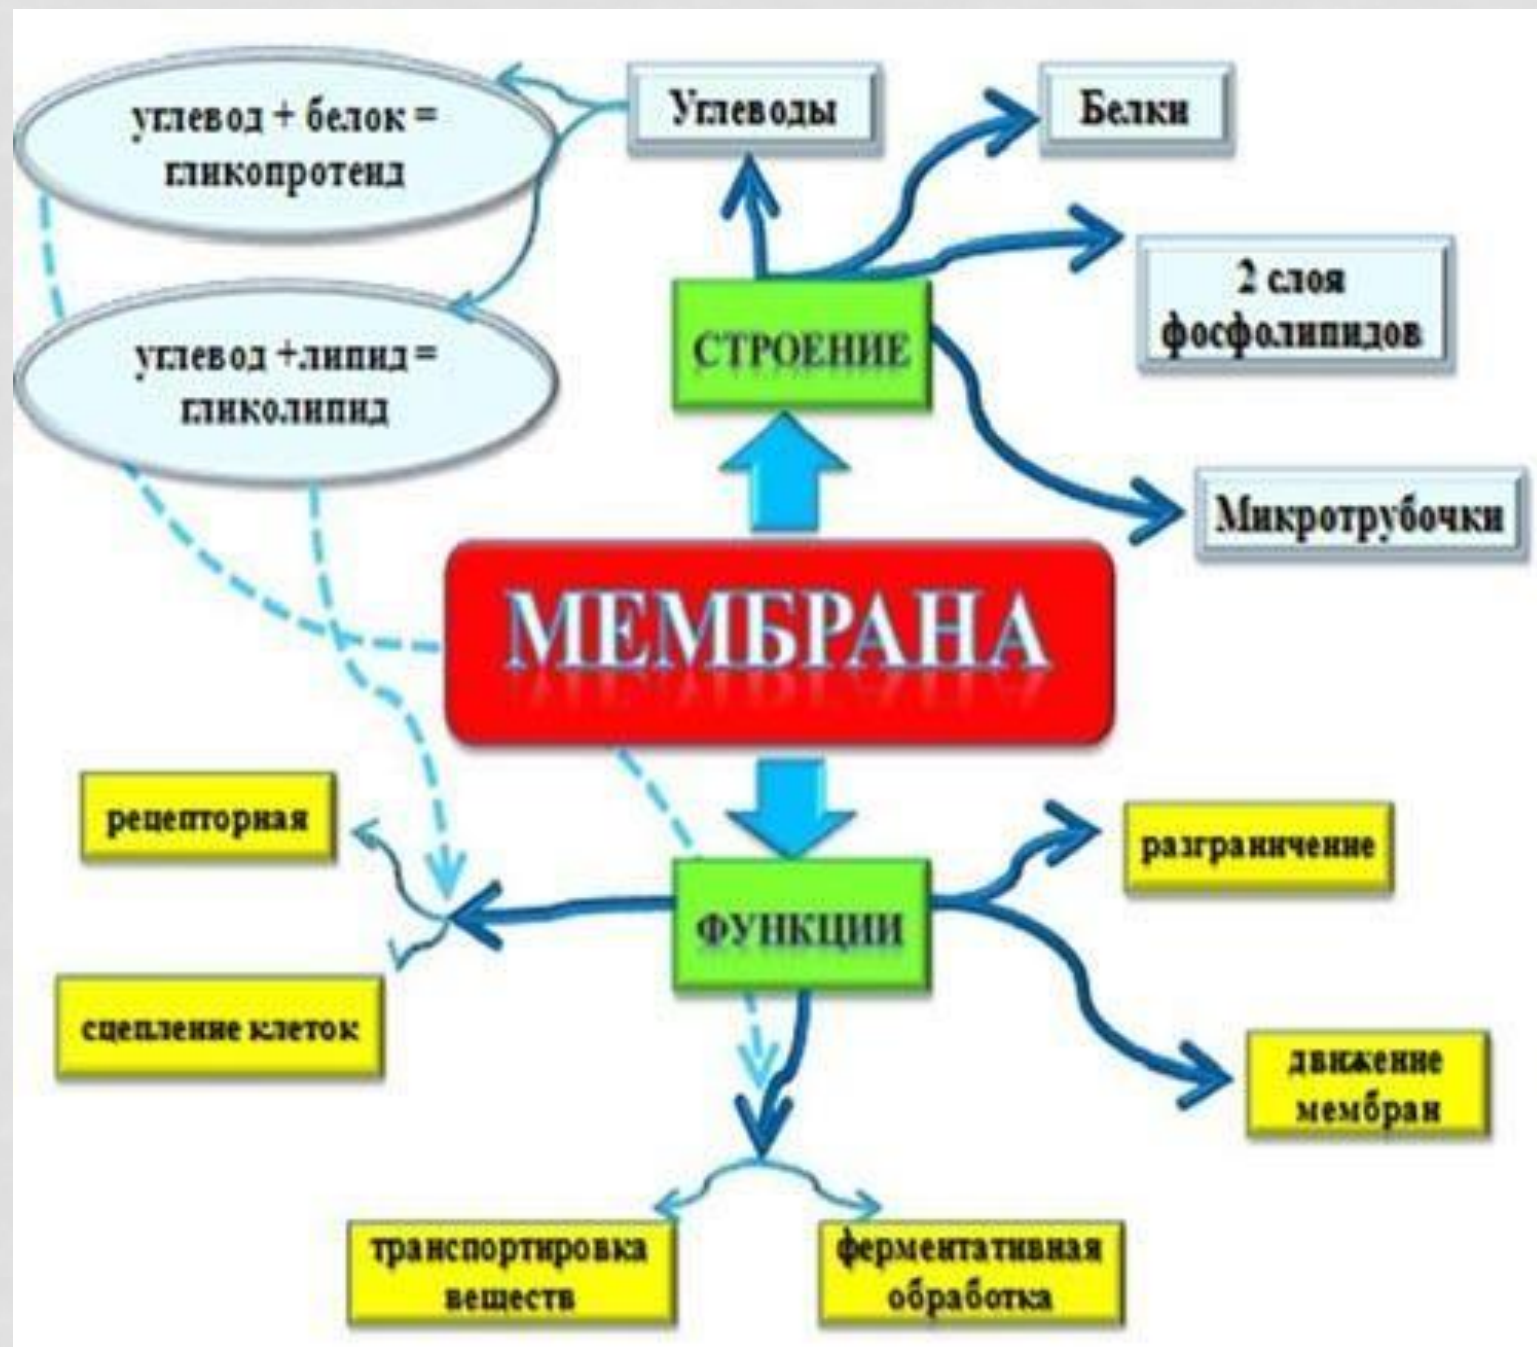 углевод + белок =
гликопротеид
Углеводы
Белки
2 слоя
фосфолипидов
углевод +липид =
гликолипид
СТРОЕНИЕ
Микротрубочки
МЕМБРАНА
рецепторная
разграничение
ФУНКЦИИ
сцепление клеток
движение
мембран
транспортировка
веществ
ферментативная
обработка